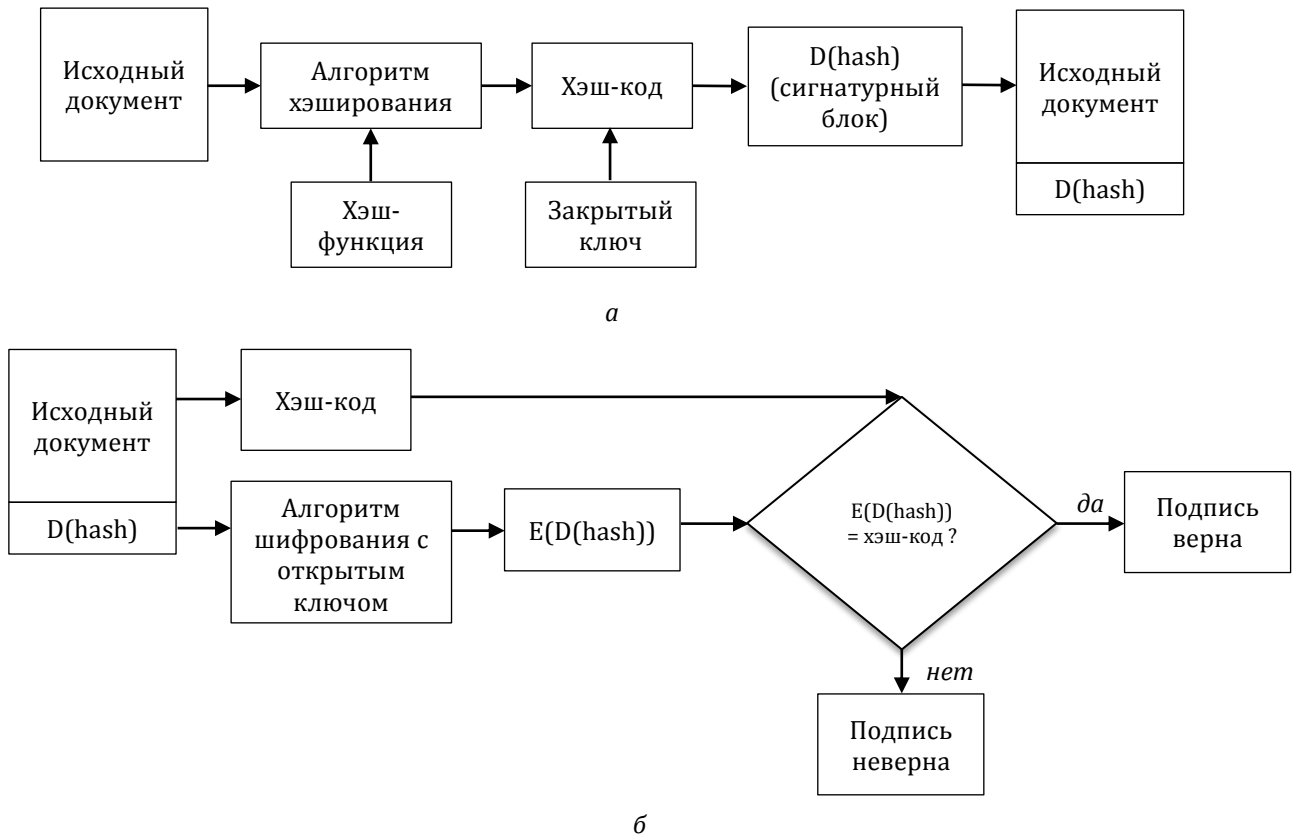 Исходный
документ
Алгоритм
хэширования
Хэш-код
D(hash)
(сигнатурный
блок)
Исходный
документ
D(hash)
Хэш-
функция
Закрытый
ключ
а
Исходный
документ
D(hash)
Хэш-код
Алгоритм
шифрования с
открытым
ключом
E(D(hash))
E(D(hash))
= хэш-код ?
да
Подпись
верна
нет
Подпись
неверна
б